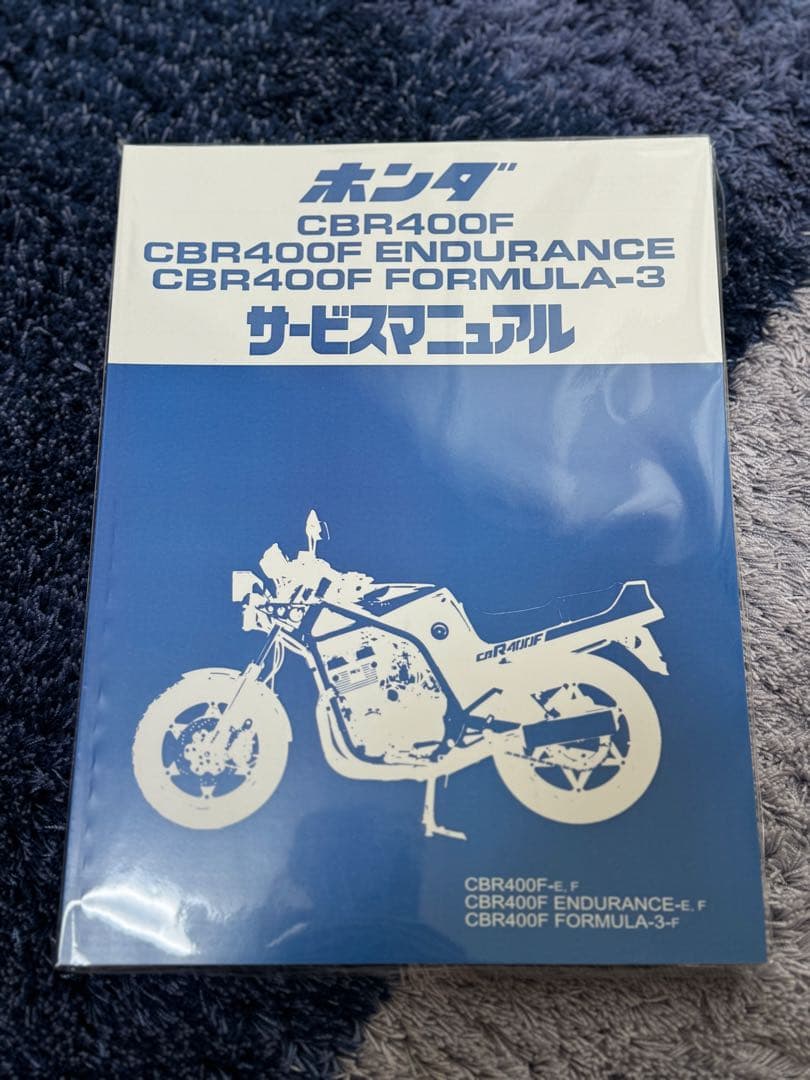 ホンダ
CBR400F
CBR400F ENDURANCE
CBR400F FORMULA-3
サービスマニュアル
CBR400F
CBR400F-E, F
CBR400F ENDURANCE-E, F
CBR400F FORMULA-3-F